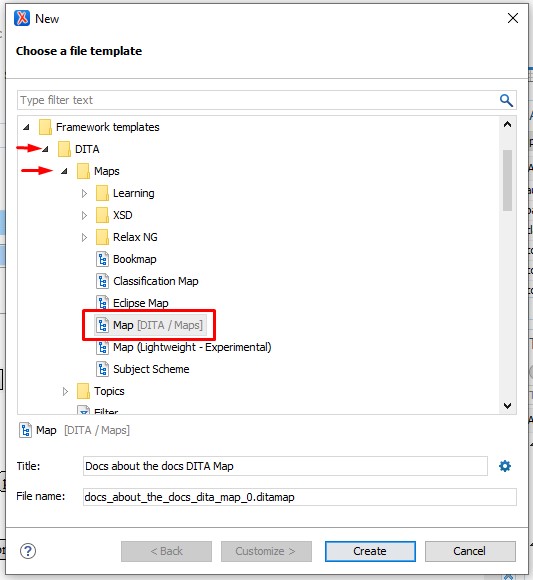 New
Choose a file template
Type filter text
Framework templates
DITA
Maps
Learning
XSD
Relax NG
Bookmap
Classification Map
Eclipse Map
Map [DITA / Maps]
Map (Lightweight - Experimental)
Subject Scheme
Topics
Filter
Map [DITA / Maps]
Title: Docs about the docs DITA Map
File name: docs_about_the_docs_dita_map_0.ditamap
? < Back Customize > Create Cancel